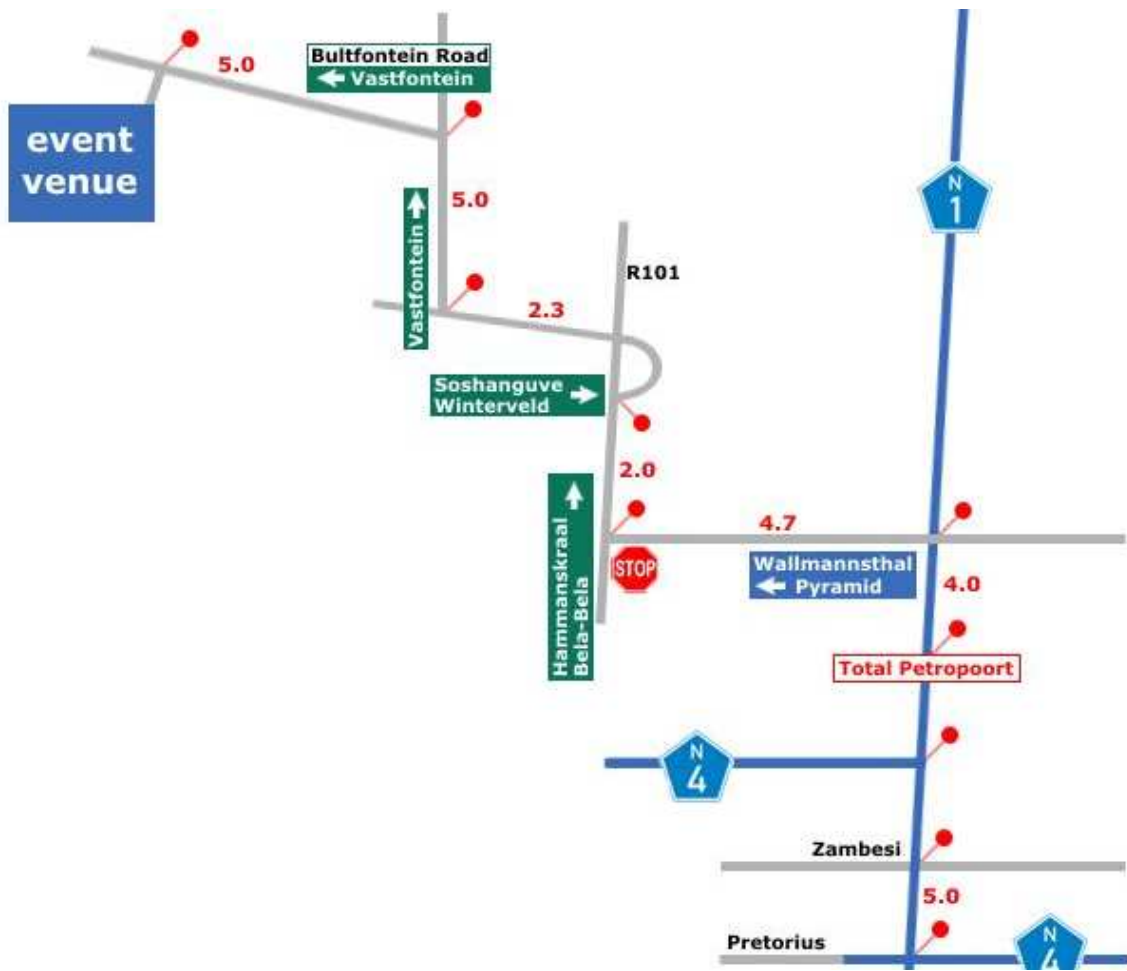 5.0
Bultfontein Road
Vastfontein
event
venue
5.0
Vastfontein
N
1
R101
2.3
Soshanguve
Winterveld
2.0
Hammanskraal
Bela-Bela
STOP
4.7
Wallmannsthal
Pyramid
4.0
Total Petropoort
N
4
Zambesi
5.0
Pretorius
N
4